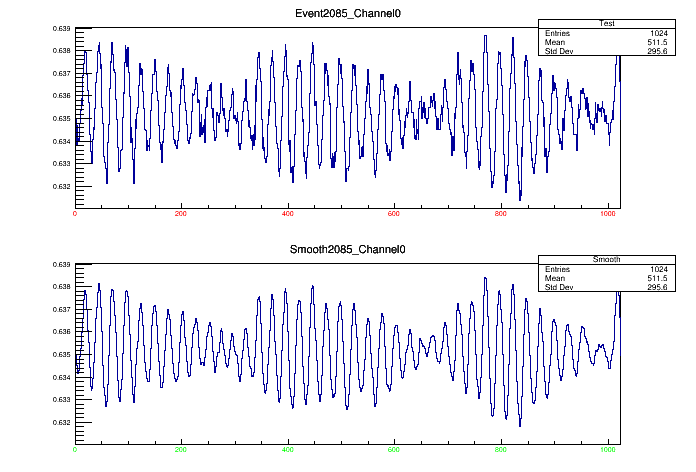 Event2085_Channel0
Test
Entries 1024
Mean 511.5
Std Dev 295.6
0.639
0.638
0.637
0.636
0.635
0.634
0.633
0.632
0 200 400 600 800 1000
Smooth2085_Channel0
Smooth
Entries 1024
Mean 511.5
Std Dev 295.6
0.639
0.638
0.637
0.636
0.635
0.634
0.633
0.632
0 200 400 600 800 1000